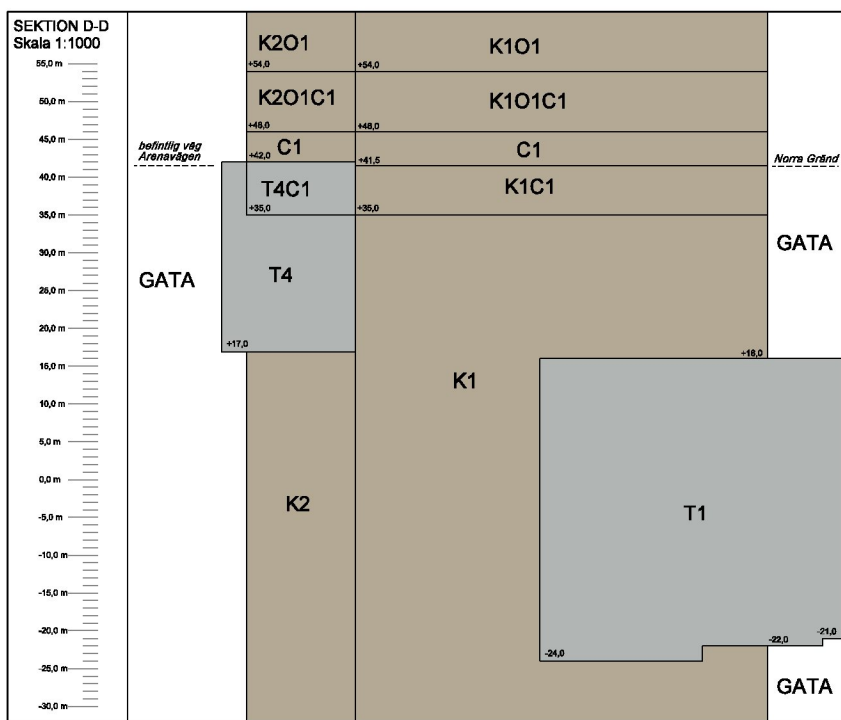 SEKTION D-D
Skala 1:1000
55,0 m
50,0 m
45,0 m
40,0 m
35,0 m
30,0 m
25,0 m
20,0 m
15,0 m
10,0 m
5,0 m
0,0 m
-5,0 m
-10,0 m
-15,0 m
-20,0 m
-25,0 m
-30,0 m
befintlig väg
Arenavägen
Norra Gränd
K2O1
K1O1
+54,0
+54,0
K2O1C1
K1O1C1
+46,0
+46,0
C1
C1
+42,0
+41,5
T4C1
K1C1
+35,0
+35,0
GATA
T4
GATA
+17,0
+16,0
K1
K2
T1
-24,0
-22,0
-21,0
GATA